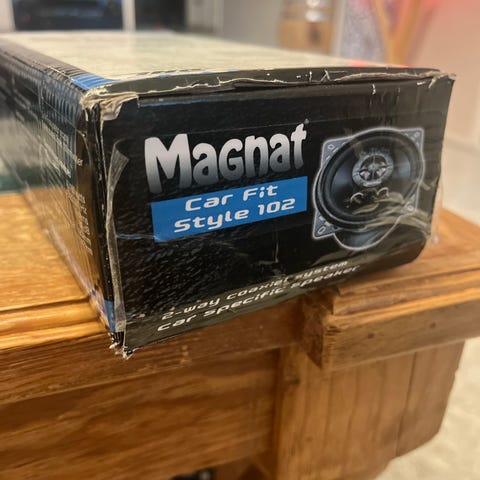 Magnat
Car Fit
Style 102
2-way coaxial system
car specific speaker